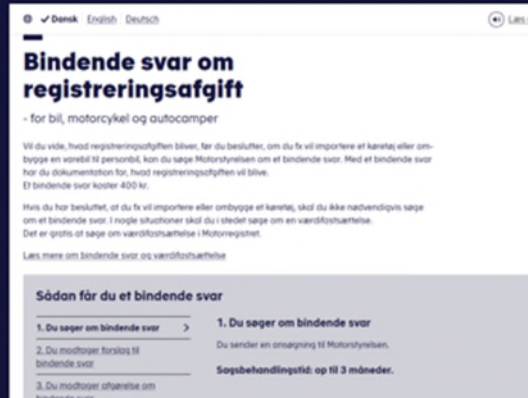 ✓ Dansk English Deutsch
Læs
Bindende svar om
registreringsafgift
- for bil, motorcykel og autocamper
Vil du vide, hvad registreringsafgiften bliver, før du beslutter, om du fx vil importere et køretøj eller om-
bygge en varebil til personbil, kan du søge Motorstyrelsen om et bindende svar. Med et bindende svar
har du dokumentation for, hvad registreringsafgiften vil blive.
Et bindende svar koster 400 kr.
Hvis du har besluttet, at du fx vil importere eller ombygge et køretøj, skal du ikke nødvendigvis søge
om et bindende svar. I nogle situationer skal du i stedet søge om en værdifastsættelse.
Det er gratis at søge om værdifastsættelse i Motorregistret.
Læs mere om bindende svar og værdifastsættelse
Sådan får du et bindende svar
1. Du søger om bindende svar
2. Du modtager forslag til
bindende svar
3. Du modtager afgørelse om
bindende svar
1. Du søger om bindende svar
Du sender en ansøgning til Motorstyrelsen.
Sagsbehandlingstid: op til 3 måneder.